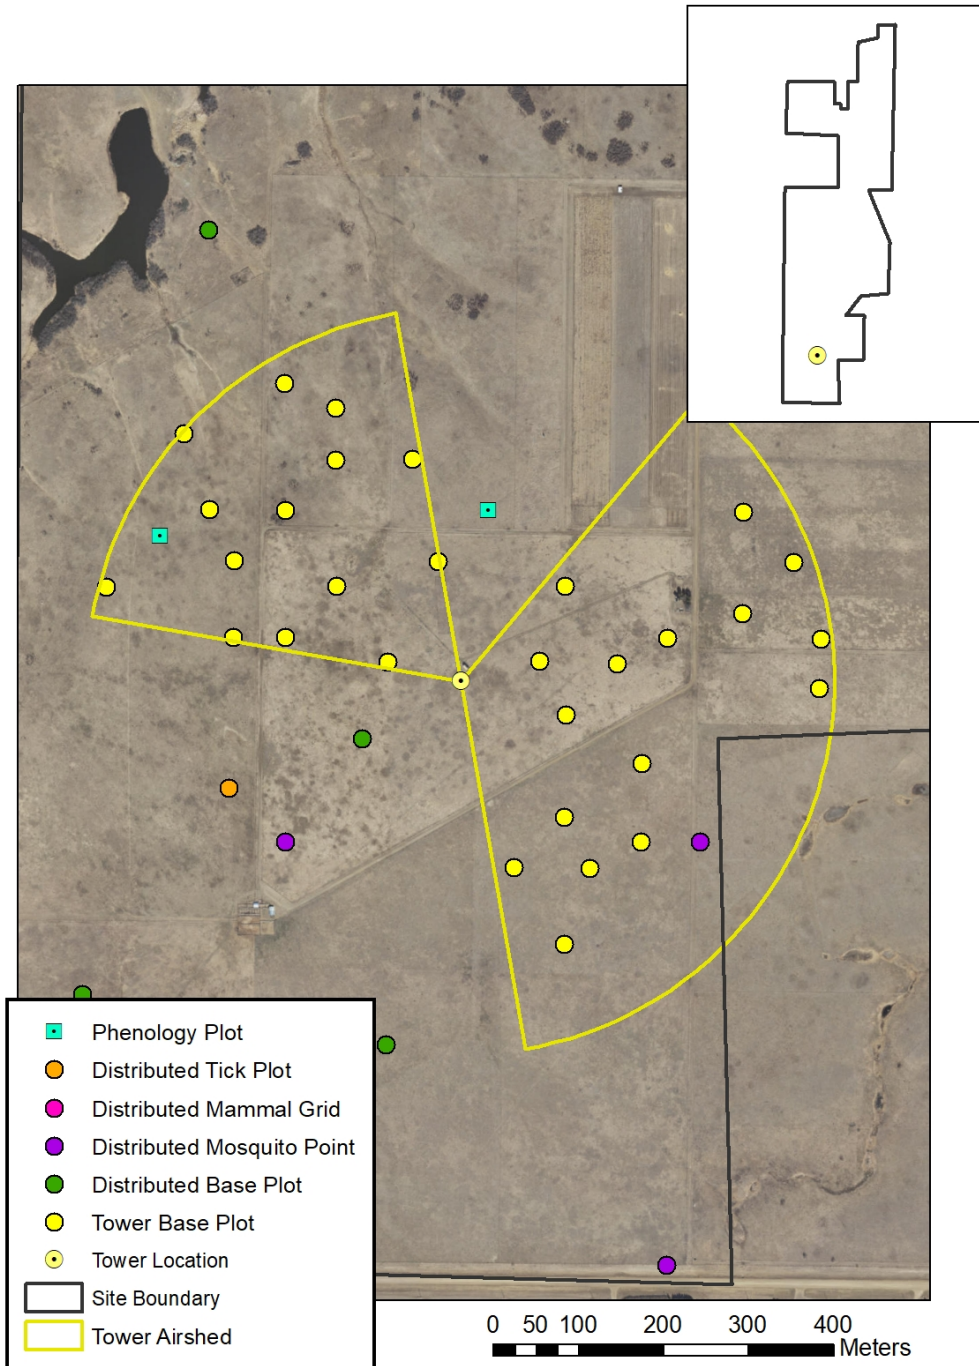 Phenology Plot
Distributed Tick Plot
Distributed Mammal Grid
Distributed Mosquito Point
Distributed Base Plot
Tower Base Plot
Tower Location
Site Boundary
Tower Airshed
0 50 100 200 300 400
Meters